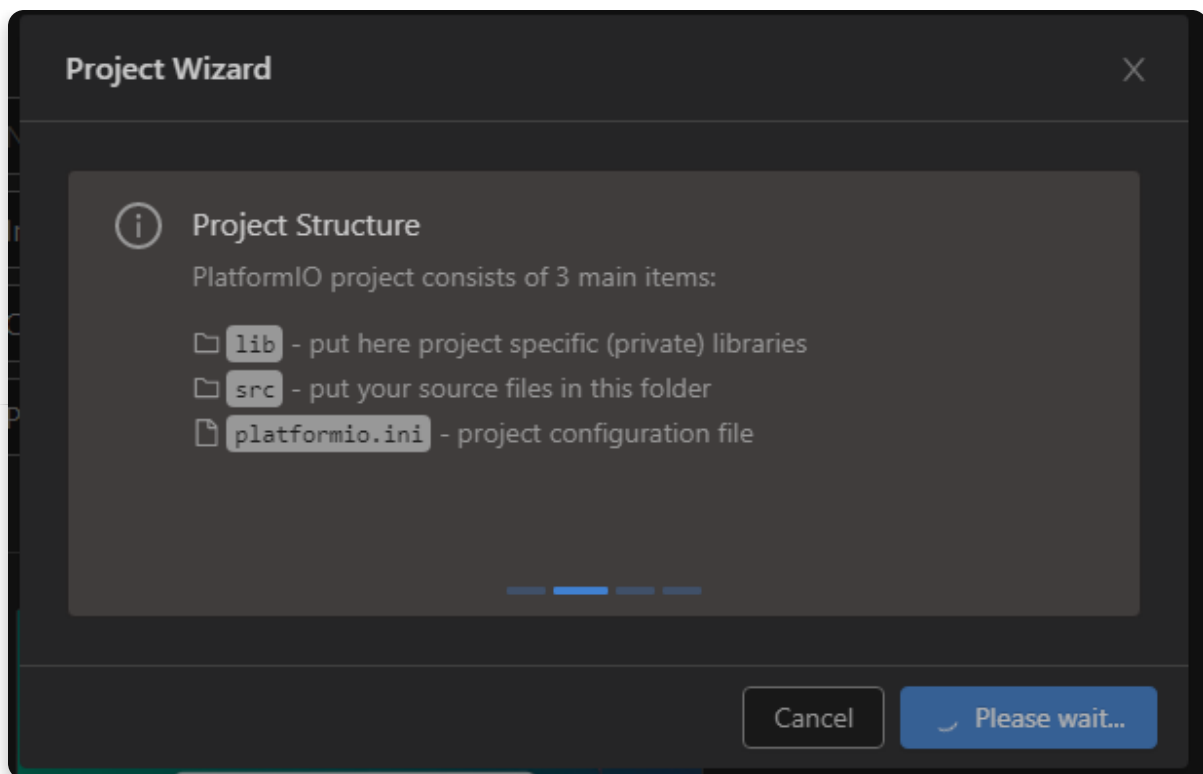 Project Wizard
Project Structure
PlatformIO project consists of 3 main items:
lib - put here project specific (private) libraries
src - put your source files in this folder
platformio.ini - project configuration file
Cancel
Please wait...